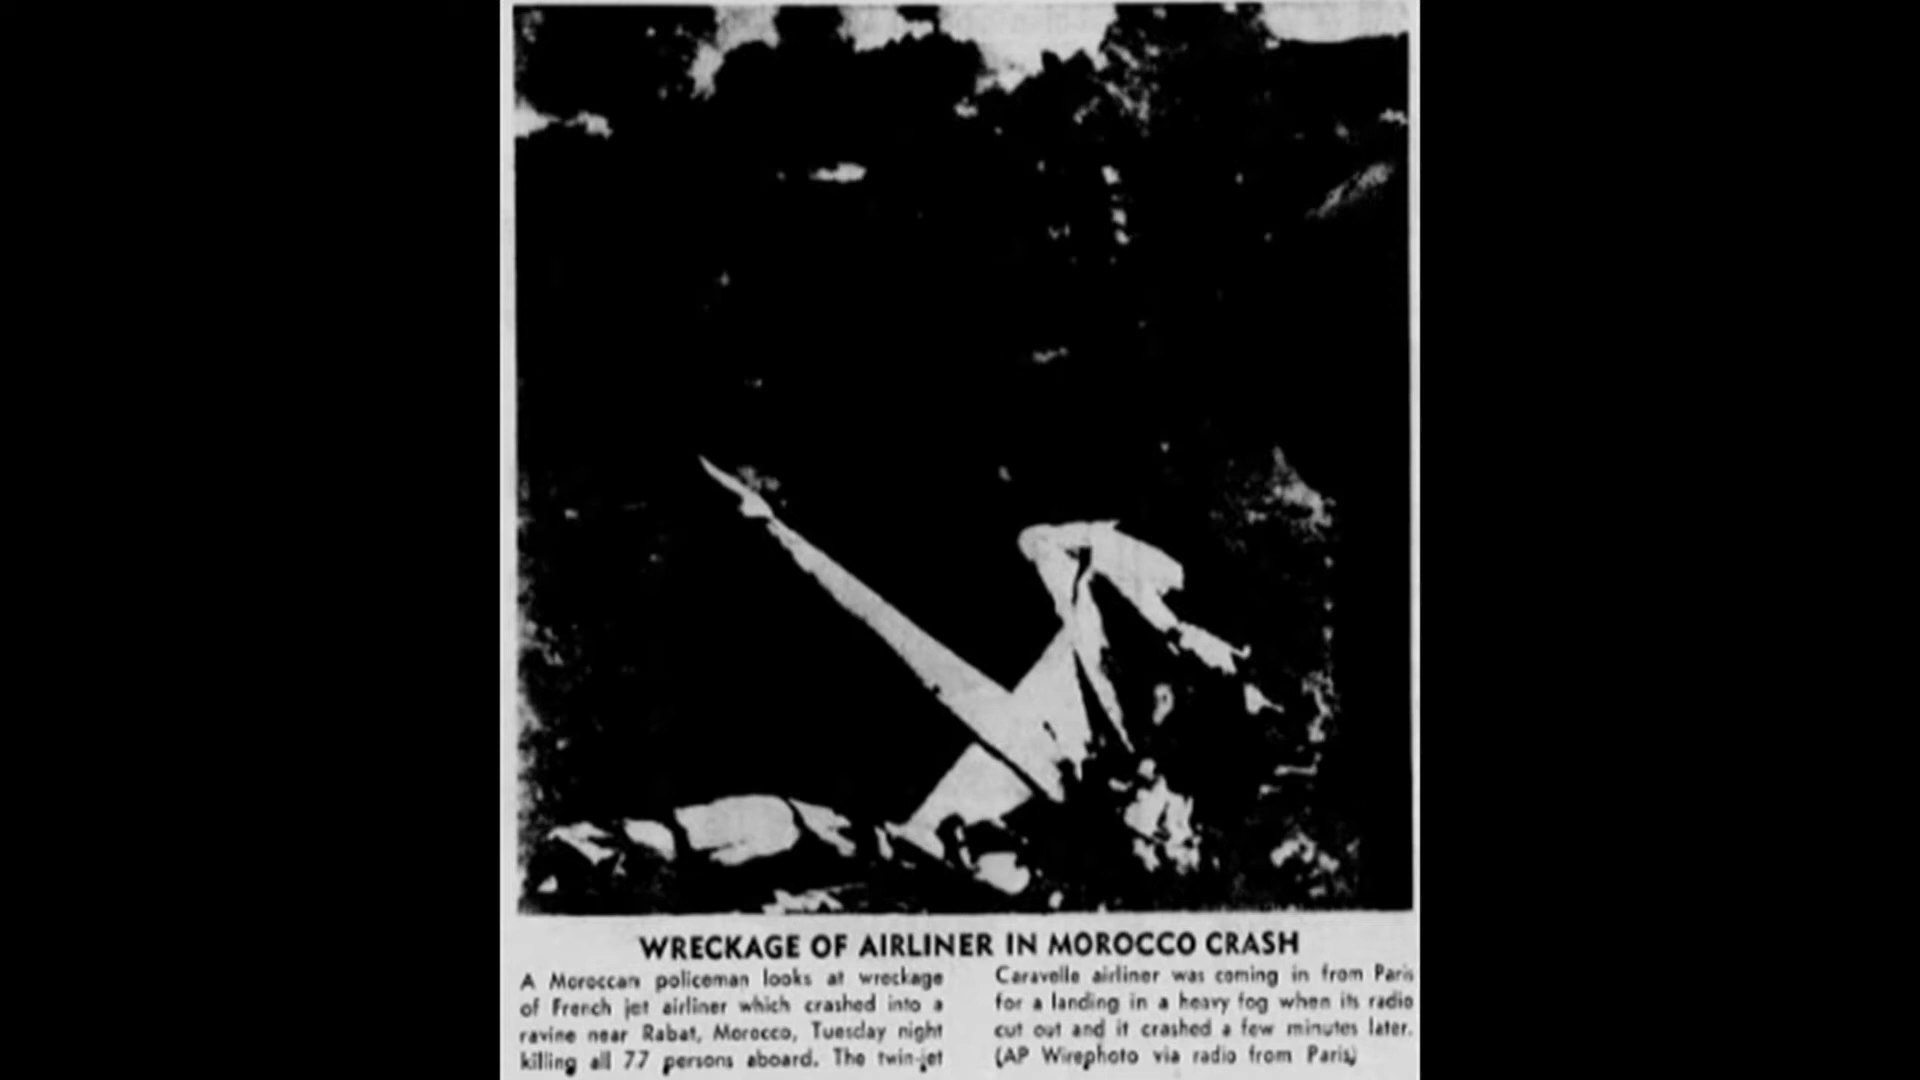 WRECKAGE OF AIRLINER IN MOROCCO CRASH
A Moroccan policeman looks at wreckage
of French jet airliner which crashed into a
ravine near Rabat, Morocco, Tuesday night
killing all 77 persons aboard. The twin-jet
Caravelle airliner was coming in from Paris
for a landing in a heavy fog when its radio
cut out and it crashed a few minutes later.
(AP Wirephoto via radio from Paris)